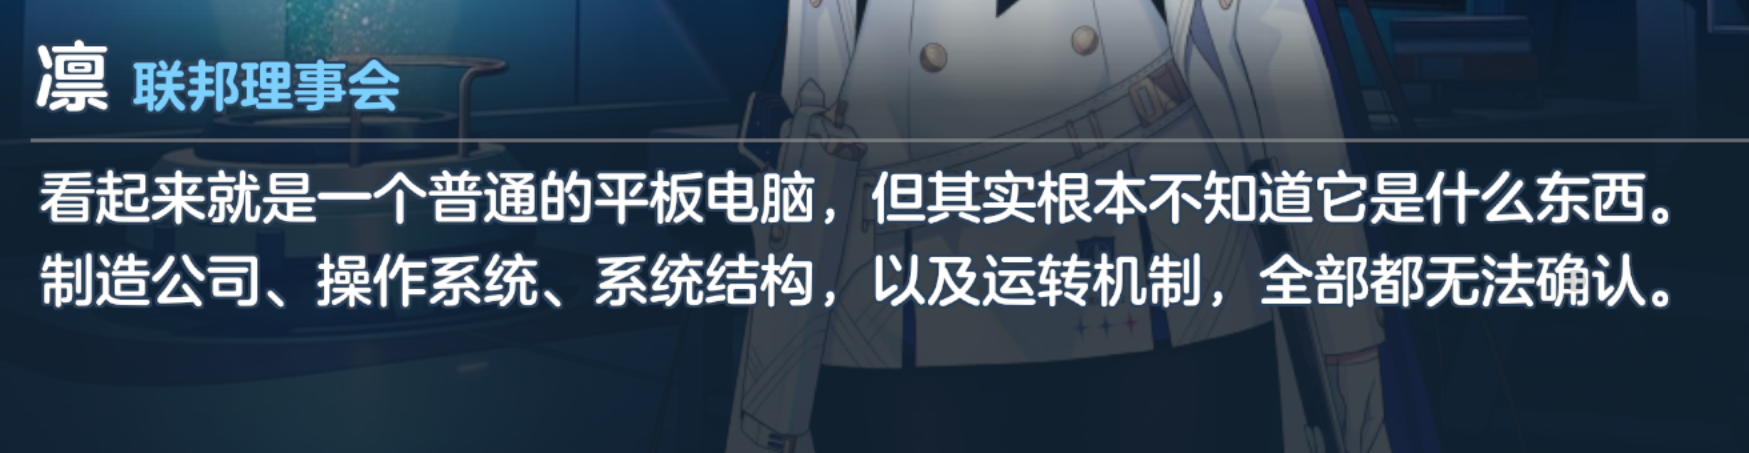 凛 联邦理事会
看起来就是一个普通的平板电脑，但其实根本不知道它是什么东西。
制造公司、操作系统、系统结构，以及运转机制，全部都无法确认。